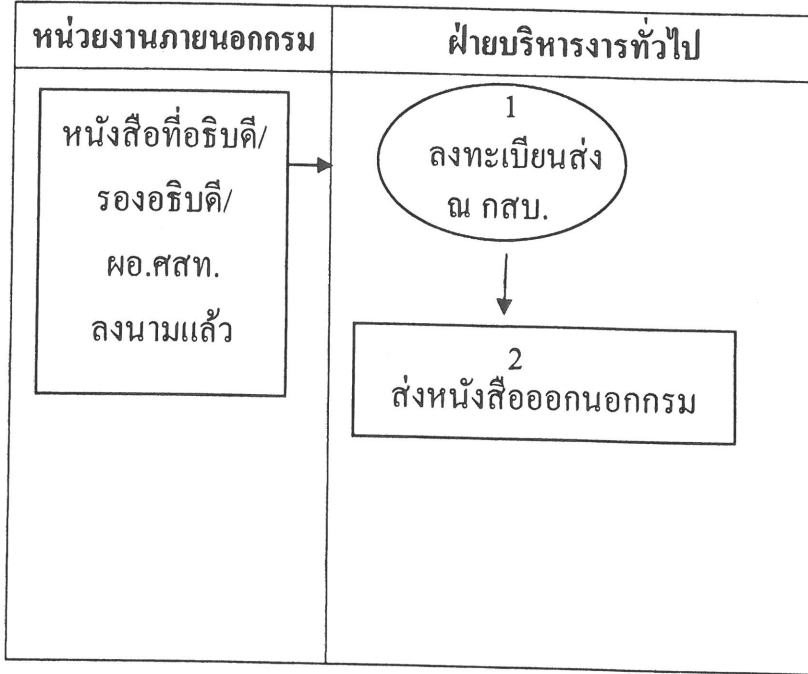 หน่วยงานภายนอกกรม
ฝ่ายบริหารงารทั่วไป
หนังสือที่อธิบดี/
รองอธิบดี/
ผอ.ศสท.
ลงนามแล้ว
1
ลงทะเบียนส่ง
ณ กสบ.
2
ส่งหนังสือออกนอกกรม